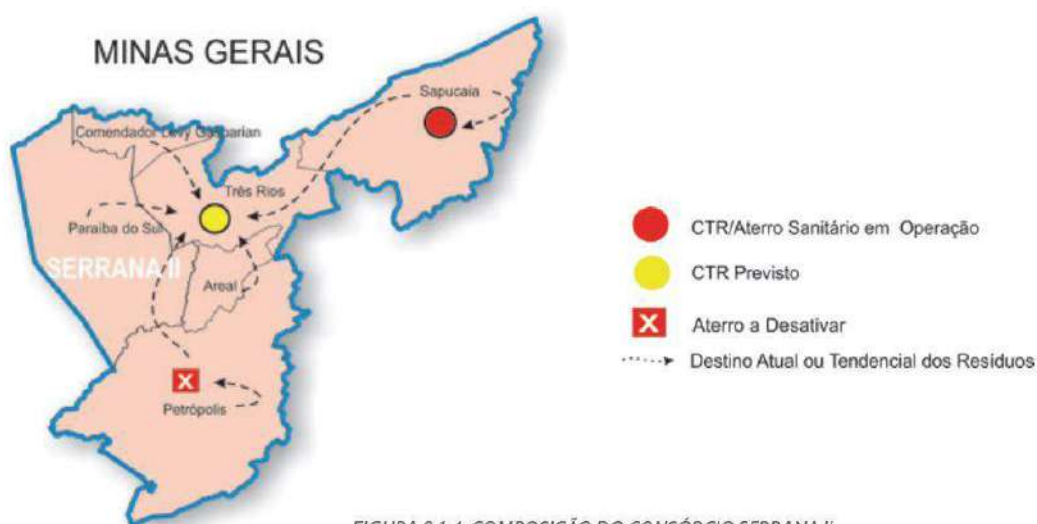 MINAS GERAIS
Sapucaia
Comendador Levy Gasparian
Três Rios
Paraíba do Sul
SERRANA II
Areal
Petrópolis
CTR/Aterro Sanitário em Operação
CTR Previsto
X
Aterro a Desativar
X
Destino Atual ou Tendencial dos Resíduos